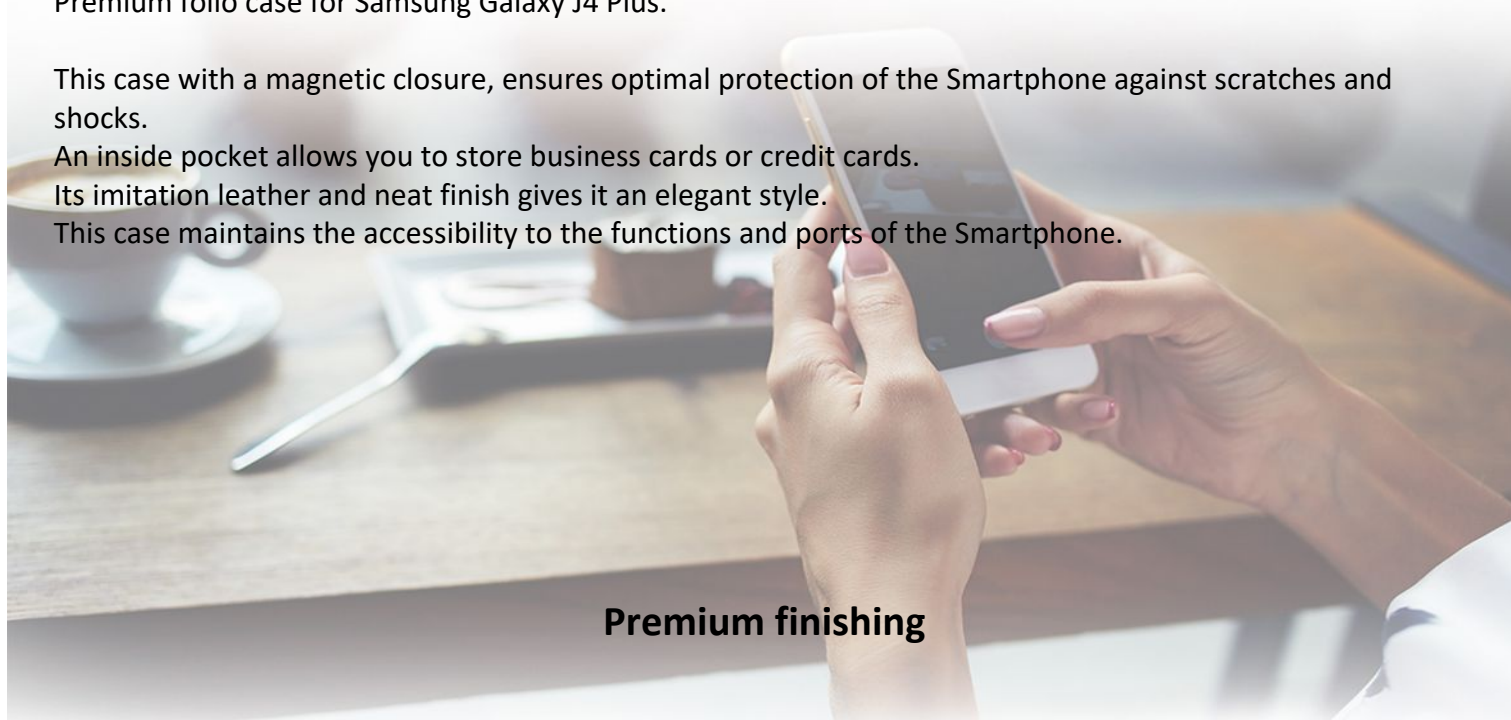 Premium folio case for Samsung Galaxy J4 Plus.
This case with a magnetic closure, ensures optimal protection of the Smartphone against scratches and
shocks.
An inside pocket allows you to store business cards or credit cards.
Its imitation leather and neat finish gives it an elegant style.
This case maintains the accessibility to the functions and ports of the Smartphone.
Premium finishing